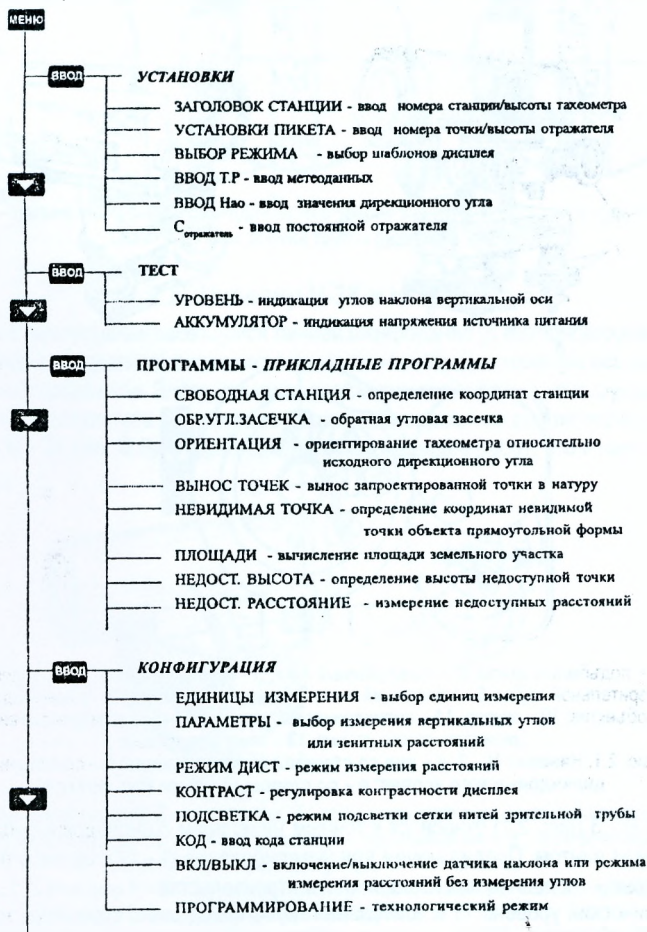 МЕНЮ
ВВОД УСТАНОВКИ
ЗАГОЛОВОК СТАНЦИИ - ввод номера станции/высоты тахеометра
УСТАНОВКИ ПИКЕТА - ввод номера точки/высоты отражателя
ВЫБОР РЕЖИМА - выбор шаблонов дисплея
ВВОД Т.Р - ввод метеоданных
ВВОД Нао - ввод значения дирекционного угла
Сотражатель - ввод постоянной отражателя
ВВОД ТЕСТ
УРОВЕНЬ - индикация углов наклона вертикальной оси
АККУМУЛЯТОР - индикация напряжения источника питания
ВВОД ПРОГРАММЫ - ПРИКЛАДНЫЕ ПРОГРАММЫ
СВОБОДНАЯ СТАНЦИЯ - определение координат станции
ОБР.УГЛ.ЗАСЕЧКА - обратная угловая засечка
ОРИЕНТАЦИЯ - ориентирование тахеометра относительно
исходного дирекционного угла
ВЫНОС ТОЧЕК - вынос запроектированной точки в натуру
НЕВИДИМАЯ ТОЧКА - определение координат невидимой
точки объекта прямоугольной формы
ПЛОЩАДИ - вычисление площади земельного участка
НЕДОСТ. ВЫСОТА - определение высоты недоступной точки
НЕДОСТ. РАССТОЯНИЕ - измерение недоступных расстояний
ВВОД КОНФИГУРАЦИЯ
ЕДИНИЦЫ ИЗМЕРЕНИЯ - выбор единиц измерения
ПАРАМЕТРЫ - выбор измерения вертикальных углов
или зенитных расстояний
РЕЖИМ ДИСТ - режим измерения расстояний
КОНТРАСТ - регулировка контрастности дисплея
ПОДСВЕТКА - режим подсветки сетки нитей зрительной трубы
КОД - ввод кода станции
ВКЛ/ВЫКЛ - включение/выключение датчика наклона или режима
измерения расстояний без измерения углов
ПРОГРАММИРОВАНИЕ - технологический режим